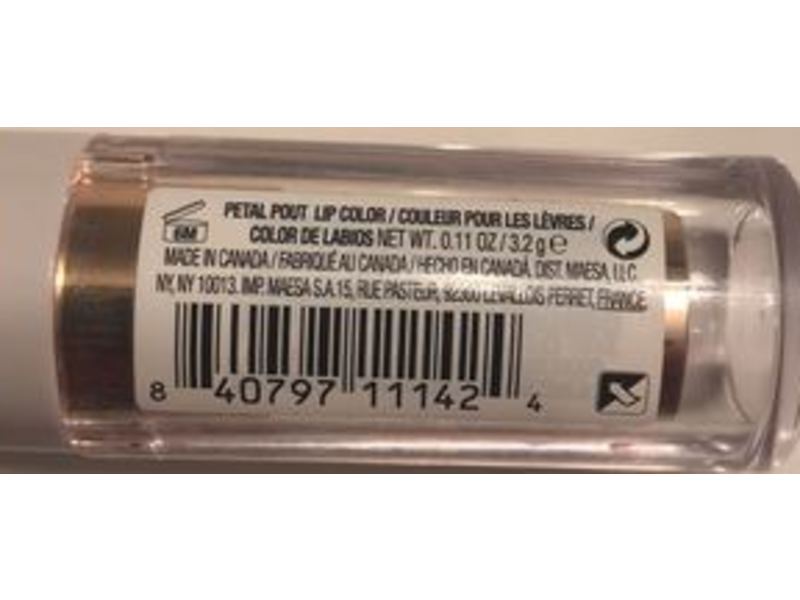 6M
PETAL POUT LIP COLOR / COULEUR POUR LES LÈVRES /
COLOR DE LABIOS NET WT. 0.11 OZ / 3.2 g ℮
MADE IN CANADA / FABRIQUÉ AU CANADA / HECHO EN CANADÁ. DIST. MAESA, LLC
NY, NY 10013. IMP. MAESA S.A. 15, RUE PASTEUR, 92300 LEVALLOIS PERRET, FRANCE.
8 40797 11142 4